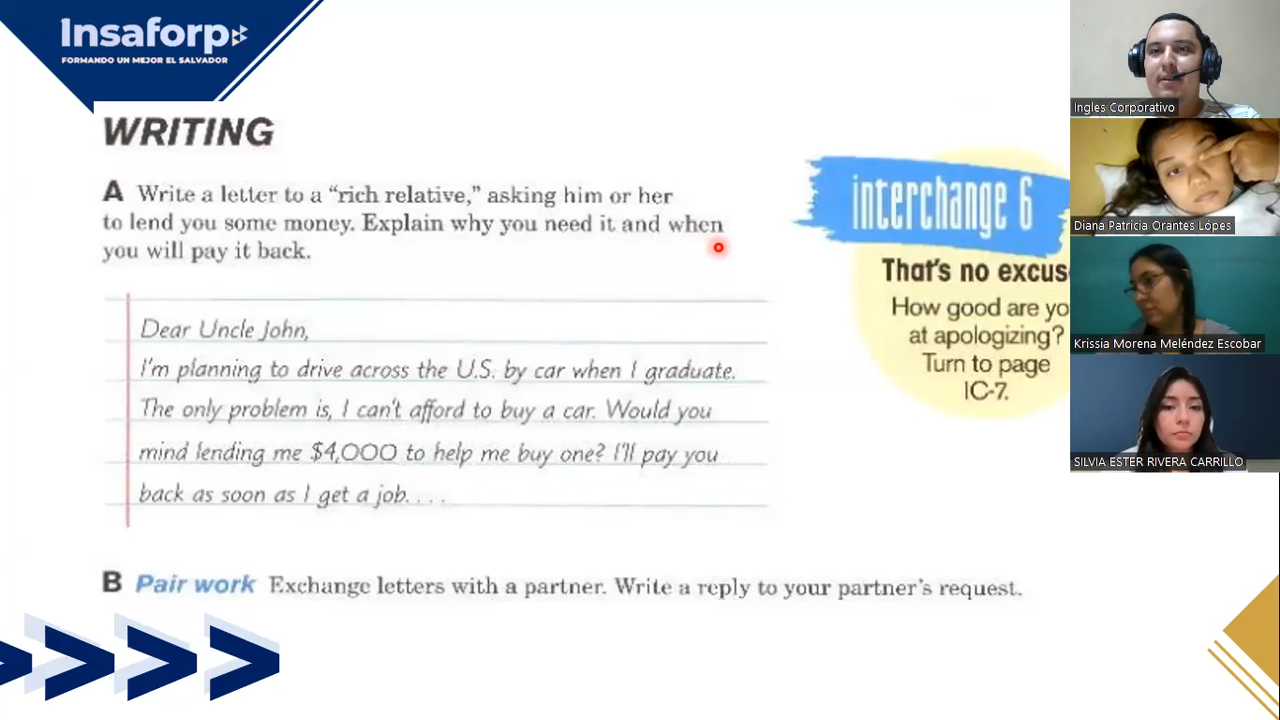 Insaforp
FORMANDO UN MEJOR EL SALVADOR
WRITING
A Write a letter to a “rich relative,” asking him or her
to lend you some money. Explain why you need it and when
you will pay it back.
Dear Uncle John,
I'm planning to drive across the U.S. by car when I graduate.
The only problem is, I can't afford to buy a car. Would you
mind lending me $4,000 to help me buy one? I'll pay you
back as soon as I get a job. . . .
B Pair work Exchange letters with a partner. Write a reply to your partner's request.
interchange 6
That's no excus
How good are yo
at apologizing?
Turn to page
IC-7.
Ingles Corporativo
Diana Patricia Orantes Lópes
Krissia Morena Meléndez Escobar
SILVIA ESTER RIVERA CARRILLO